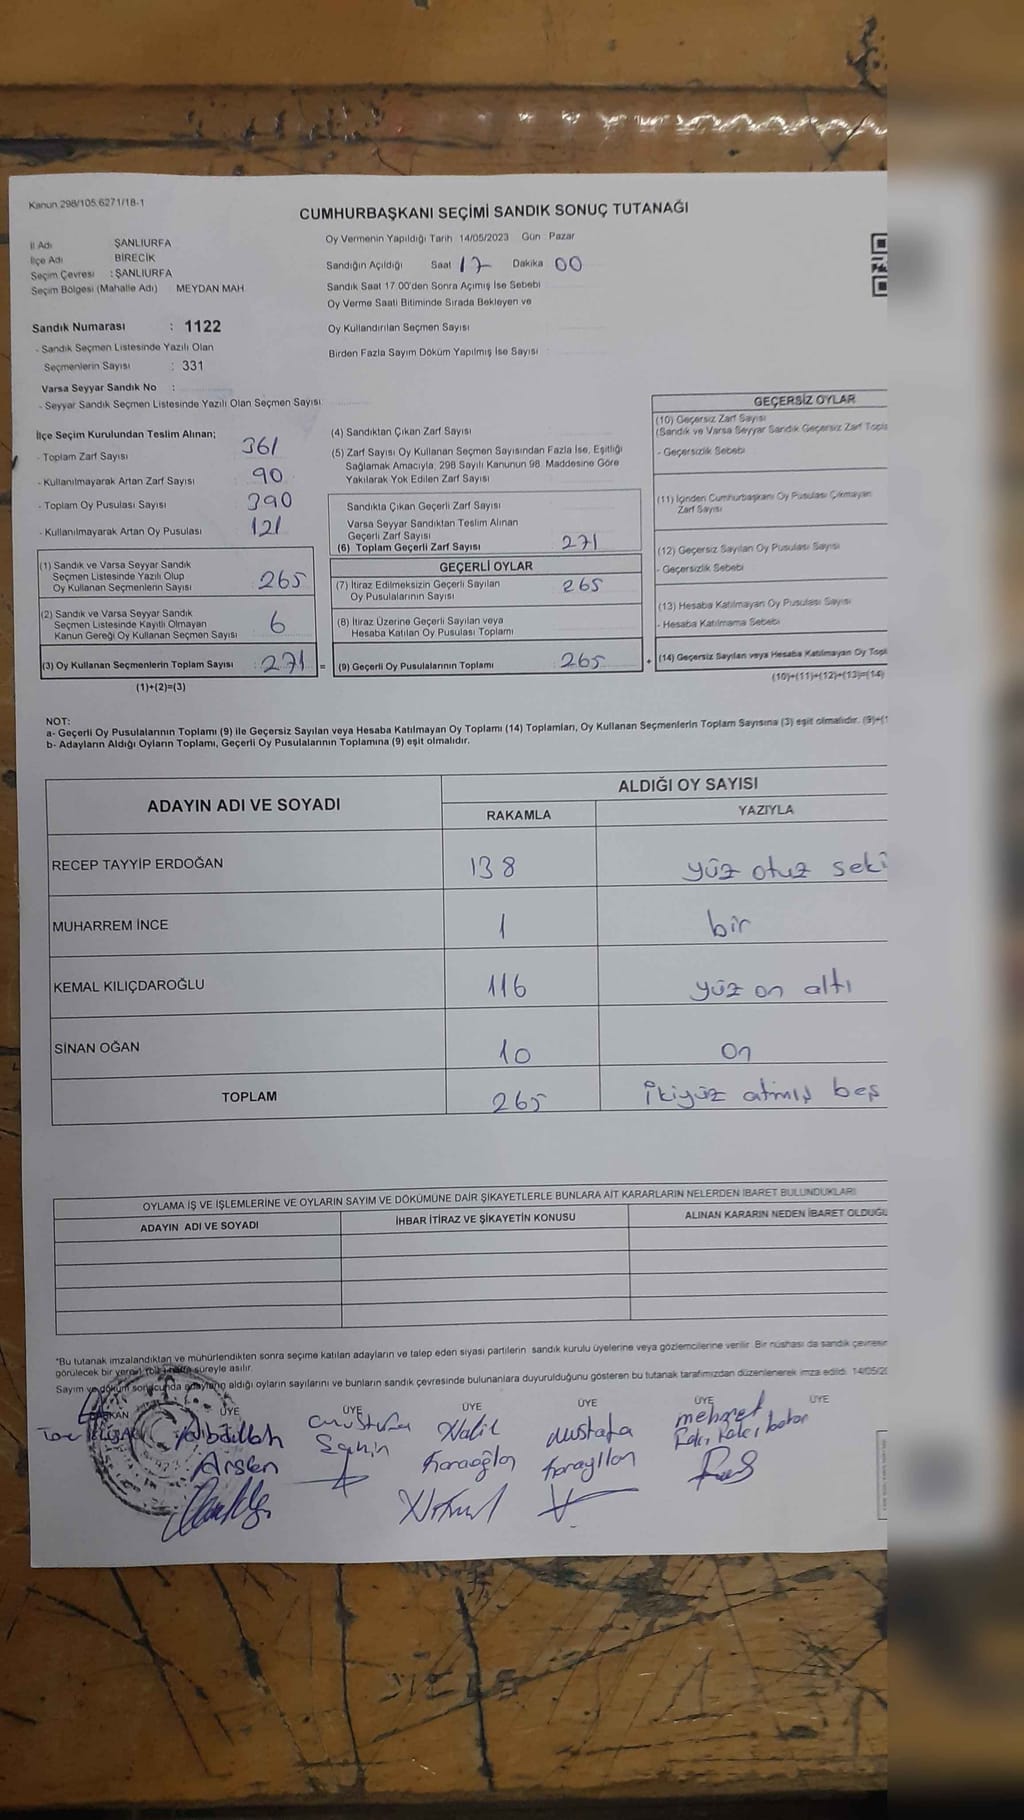 Kanun 298/105,6271/18-1
CUMHURBAŞKANI SEÇİMİ SANDIK SONUÇ TUTANAĞI
İl Adı ŞANLIURFA
İlçe Adı BİRECİK
Seçim Çevresi : ŞANLIURFA
Seçim Bölgesi (Mahalle Adı) MEYDAN MAH.
Oy Vermenin Yapıldığı Tarih 14/05/2023 Gün Pazar
Sandığın Açıldığı Saat 17 Dakika 00
Sandık Saat 17.00'den Sonra Açımış İse Sebebi
Oy Verme Saati Bitiminde Sırada Bekleyen ve
Oy Kullandırılan Seçmen Sayısı
Birden Fazla Sayım Döküm Yapılmış İse Sayısı
Sandık Numarası : 1122
- Sandık Seçmen Listesinde Yazılı Olan
Seçmenlerin Sayısı : 331
Varsa Seyyar Sandık No :
- Seyyar Sandık Seçmen Listesinde Yazılı Olan Seçmen Sayısı
İlçe Seçim Kurulundan Teslim Alınan;
- Toplam Zarf Sayısı 361
- Kullanılmayarak Artan Zarf Sayısı 90
- Toplam Oy Pusulası Sayısı 390
- Kullanılmayarak Artan Oy Pusulası 121
(1) Sandık ve Varsa Seyyar Sandık
Seçmen Listesinde Yazılı Olup
Oy Kullanan Seçmenlerin Sayısı 265
(2) Sandık ve Varsa Seyyar Sandık
Seçmen Listesinde Kayıtlı Olmayan
Kanun Gereği Oy Kullanan Seçmen Sayısı 6
(3) Oy Kullanan Seçmenlerin Toplam Sayısı : 271 =
(1)+(2)=(3)
(4) Sandıktan Çıkan Zarf Sayısı
(5) Zarf Sayısı Oy Kullanan Seçmen Sayısından Fazla İse, Eşitliği
Sağlamak Amacıyla, 298 Sayılı Kanunun 98. Maddesine Göre
Yakılarak Yok Edilen Zarf Sayısı
Sandıkta Çıkan Geçerli Zarf Sayısı
Varsa Seyyar Sandıktan Teslim Alınan
Geçerli Zarf Sayısı
(6) Toplam Geçerli Zarf Sayısı 271
GEÇERLİ OYLAR
(7) İtiraz Edilmeksizin Geçerli Sayılan
Oy Pusulalarının Sayısı 265
(8) İtiraz Üzerine Geçerli Sayılan veya
Hesaba Katılan Oy Pusulası Toplamı
(9) Geçerli Oy Pusulalarının Toplamı 265 +
GEÇERSİZ OYLAR
(10) Geçersiz Zarf Sayısı
(Sandık ve Varsa Seyyar Sandık Geçersiz Zarf
- Geçersizlik Sebebi
(11) İçinden Cumhurbaşkanı Oy Pusulası Çıkmayan
Zarf Sayısı
(12) Geçersiz Sayılan Oy Pusulası Sayısı
- Geçersizlik Sebebi
(13) Hesaba Katılmayan Oy Pusulası Sayısı
- Hesaba Katılmama Sebebi
(14) Geçersiz Sayılan veya Hesaba Katılmayan Oy
(10)+(11)+(12)+(13)=(14)
NOT:
a- Geçerli Oy Pusulalarının Toplamı (9) ile Geçersiz Sayılan veya Hesaba Katılmayan Oy Toplamı (14) Toplamları, Oy Kullanan Seçmenlerin Toplam Sayısına (3) eşit olmalıdır. (9)+(1
b- Adayların Aldığı Oyların Toplamı, Geçerli Oy Pusulalarının Toplamına (9) eşit olmalıdır.
ADAYIN ADI VE SOYADI ALDIĞI OY SAYISI
RAKAMLA YAZIYLA
RECEP TAYYİP ERDOĞAN 138 yüz otuz seki
MUHARREM İNCE 1 bir
KEMAL KILIÇDAROĞLU 116 yüz on altı
SİNAN OĞAN 10 on
TOPLAM 265 ikiyüz atmış beş
OYLAMA İŞ VE İŞLEMLERİNE VE OYLARIN SAYIM VE DÖKÜMÜNE DAİR ŞİKAYETLERLE BUNLARA AİT KARARLARIN NELERDEN İBARET BULUNDUKLARI
ADAYIN ADI VE SOYADI İHBAR İTİRAZ VE ŞİKAYETİN KONUSU ALINAN KARARIN NEDEN İBARET OLDUĞU
*Bu tutanak imzalandıktan ve mühürlendikten sonra seçime katılan adayların ve talep eden siyasi partilerin sandık kurulu üyelerine veya gözlemcilerine verilir. Bir nüshası da sandık
görülecek bir süreyle asılır.
Sayım ve döküm sonucunda adayların aldığı oyların sayılarını ve bunların sandık çevresinde bulunanlara duyurulduğunu gösteren bu tutanak tarafımızdan düzenlenerek imza edildi. 14/05/20
BAŞKAN ÜYE ÜYE ÜYE ÜYE ÜYE ÜYE
Abdullah Mustafa Halil Mustafa mehmet
Arslan Şahin Karaoğlan Karayılan